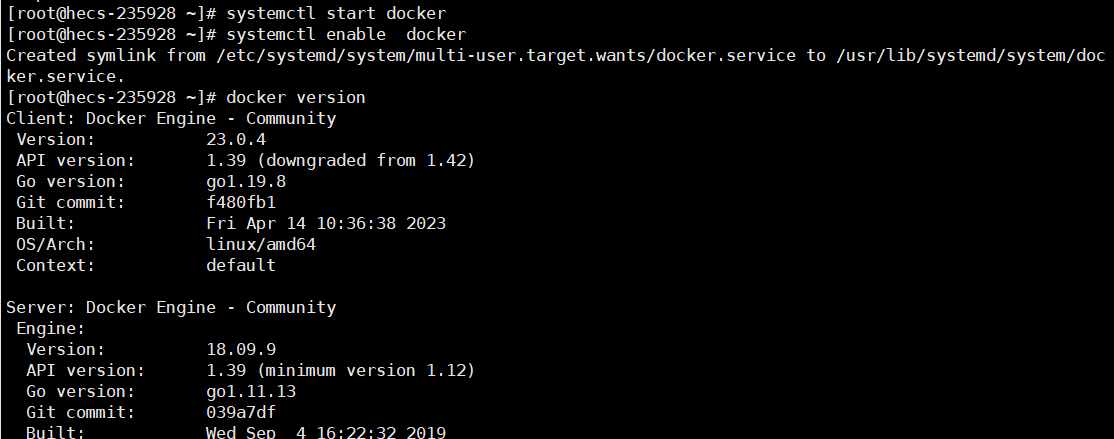 [root@hecs-235928 ~]# systemctl start docker
[root@hecs-235928 ~]# systemctl enable  docker
Created symlink from /etc/systemd/system/multi-user.target.wants/docker.service to /usr/lib/systemd/system/doc
ker.service.
[root@hecs-235928 ~]# docker version
Client: Docker Engine - Community
 Version:           23.0.4
 API version:       1.39 (downgraded from 1.42)
 Go version:        go1.19.8
 Git commit:        f480fb1
 Built:             Fri Apr 14 10:36:38 2023
 OS/Arch:           linux/amd64
 Context:           default

Server: Docker Engine - Community
 Engine:
  Version:          18.09.9
  API version:      1.39 (minimum version 1.12)
  Go version:       go1.11.13
  Git commit:       039a7df
  Built:            Wed Sep  4 16:22:32 2019